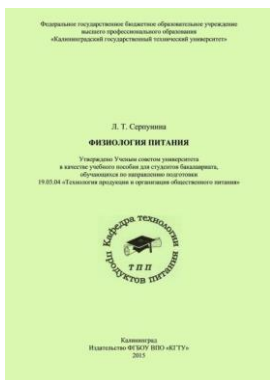 Федеральное государственное бюджетное образовательное учреждение
высшего профессионального образования
«Калининградский государственный технический университет»
Л. Т. Серпунина
ФИЗИОЛОГИЯ ПИТАНИЯ
Утверждено Ученым советом университета
в качестве учебного пособия для студентов бакалавриата,
обучающихся по направлению подготовки
19.03.04 «Технология продукции и организация общественного питания»
Кафедра технологии
ТПП
продуктов питания
Калининград
Издательство ФГБОУ ВПО «КГТУ»
2015